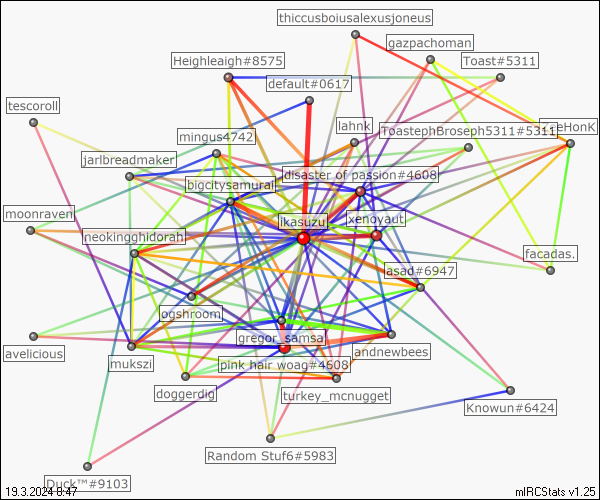 thiccusboiusalexusjoneus
gazpachoman
Heighleigh#8575
Toast#5311
default#0617
tescoroll
lahnk
ToastephBroseph5311#5311
eHonK
mingus4742
jarlbreadmaker
disaster of passion#4608
bigcitysamurai
moonraven
ikasuzu
xenoyaut
neokingghidorah
facadas.
asad#6947
ogshroom
gregor_samsa
avelicious
andnewbees
mukszi
pink hair woag#4608
doggerdig
turkey_mcnugget
Knowun#6424
Random Stuf6#5983
Duck™#9103
19.3.2024 8:47
mIRCStats v1.25